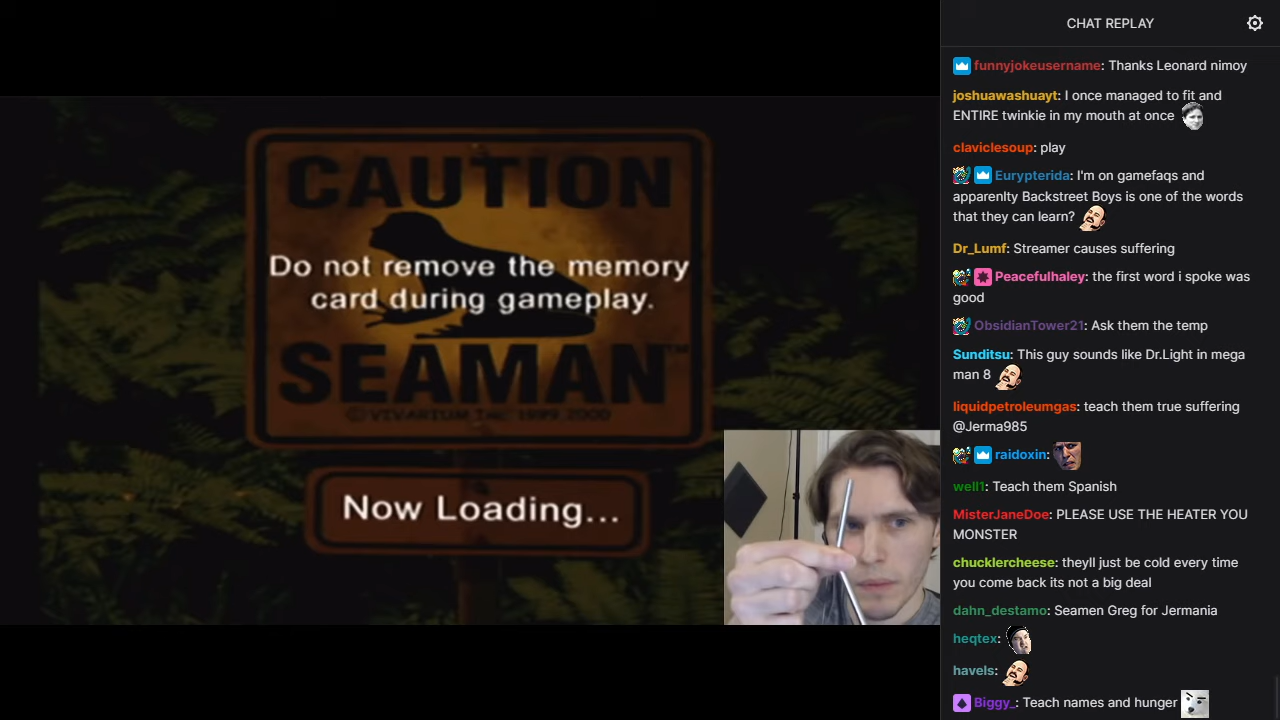 CAUTION
Do not remove the memory
card during gameplay.
SEAMAN™
©VIVARIUM Inc. 1999, 2000
Now Loading...
CHAT REPLAY
funnyjokeusername: Thanks Leonard nimoy
joshuawashuayt: I once managed to fit and
ENTIRE twinkie in my mouth at once
claviclesoup: play
Eurypterida: I'm on gamefaqs and
apparenlty Backstreet Boys is one of the words
that they can learn?
Dr_Lumf: Streamer causes suffering
Peacefulhaley: the first word i spoke was
good
ObsidianTower21: Ask them the temp
Sunditsu: This guy sounds like Dr.Light in mega
man 8
liquidpetroleumgas: teach them true suffering
@Jerma985
raidoxin:
well1: Teach them Spanish
MisterJaneDoe: PLEASE USE THE HEATER YOU
MONSTER
chucklercheese: theyll just be cold every time
you come back its not a big deal
dahn_destamo: Seamen Greg for Jermania
heqtex:
havels:
Biggy_: Teach names and hunger